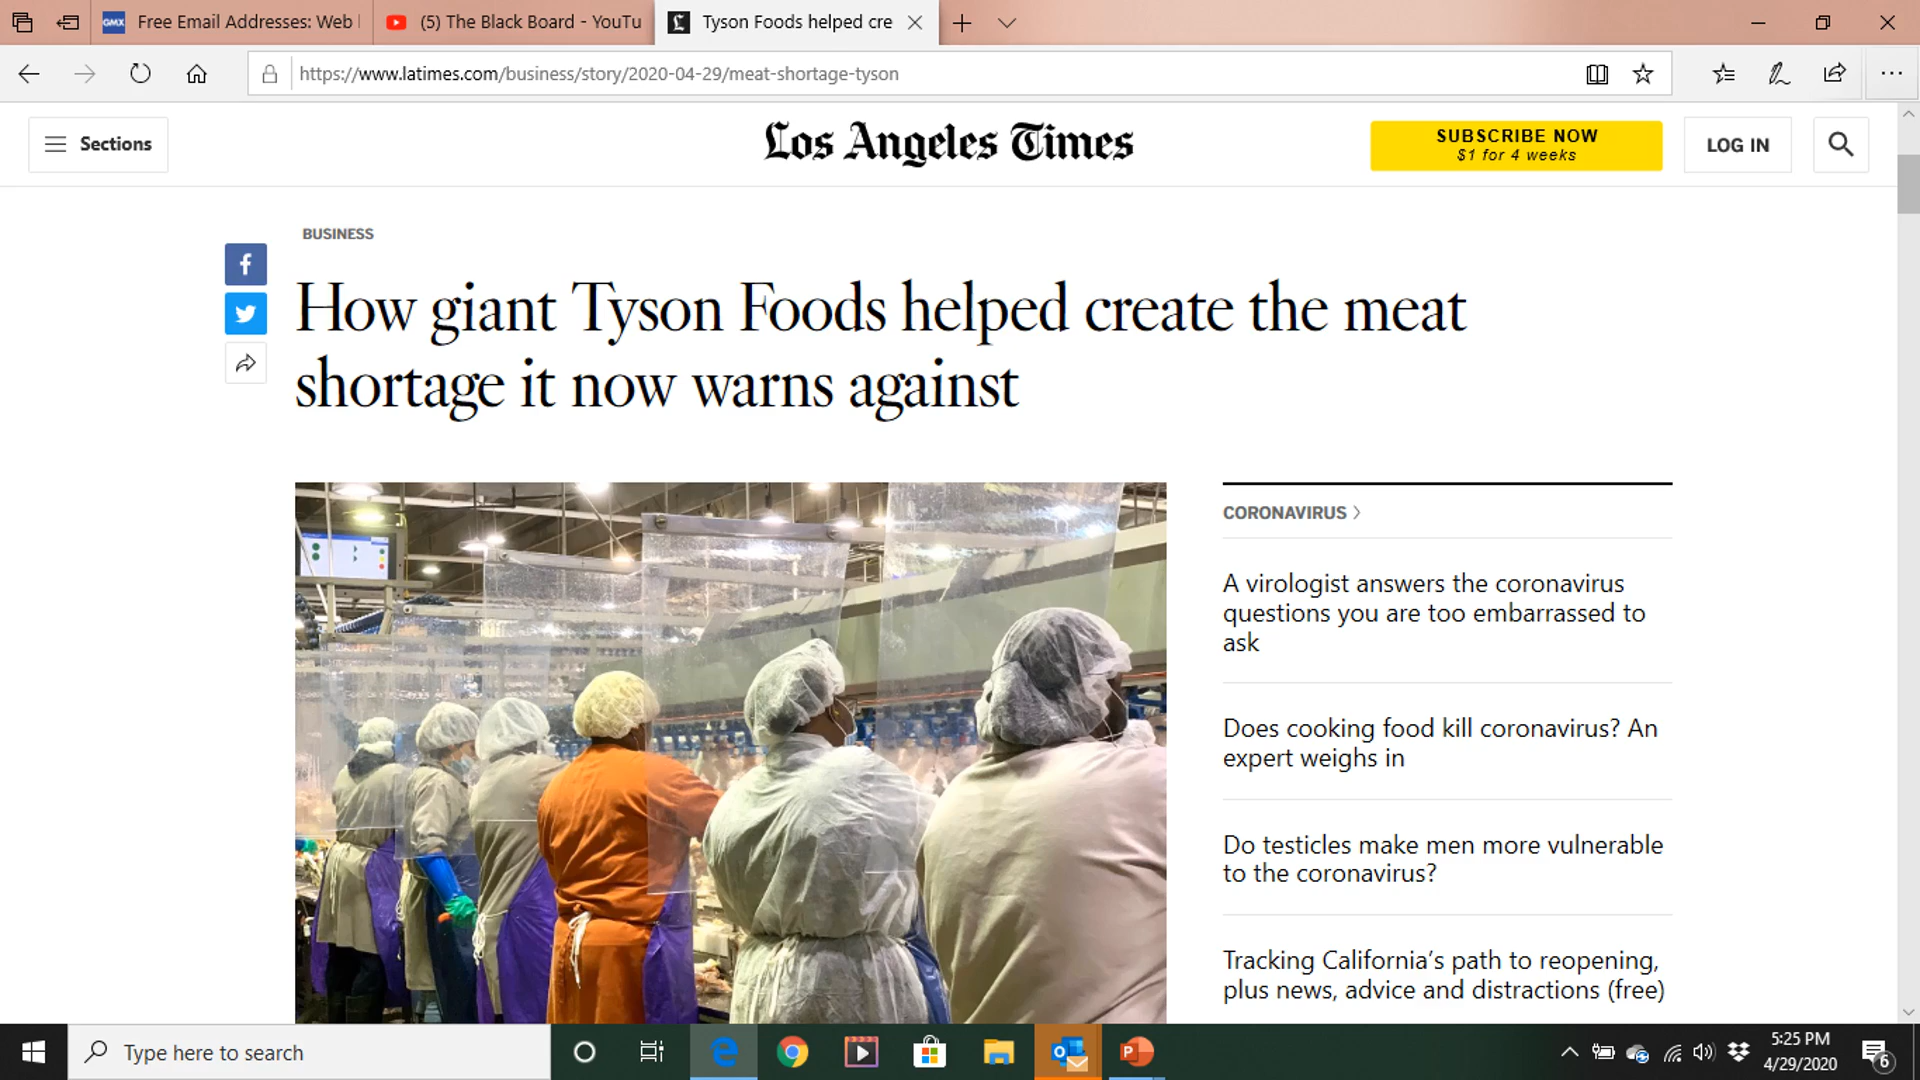 Free Email Addresses: Web
(5) The Black Board - YouTu
Tyson Foods helped cre
https://www.latimes.com/business/story/2020-04-29/meat-shortage-tyson
Sections
Los Angeles Times
SUBSCRIBE NOW
$1 for 4 weeks
LOG IN
BUSINESS
How giant Tyson Foods helped create the meat
shortage it now warns against
CORONAVIRUS
A virologist answers the coronavirus
questions you are too embarrassed to
ask
Does cooking food kill coronavirus? An
expert weighs in
Do testicles make men more vulnerable
to the coronavirus?
Tracking California’s path to reopening,
plus news, advice and distractions (free)
Type here to search
5:25 PM
4/29/2020
6